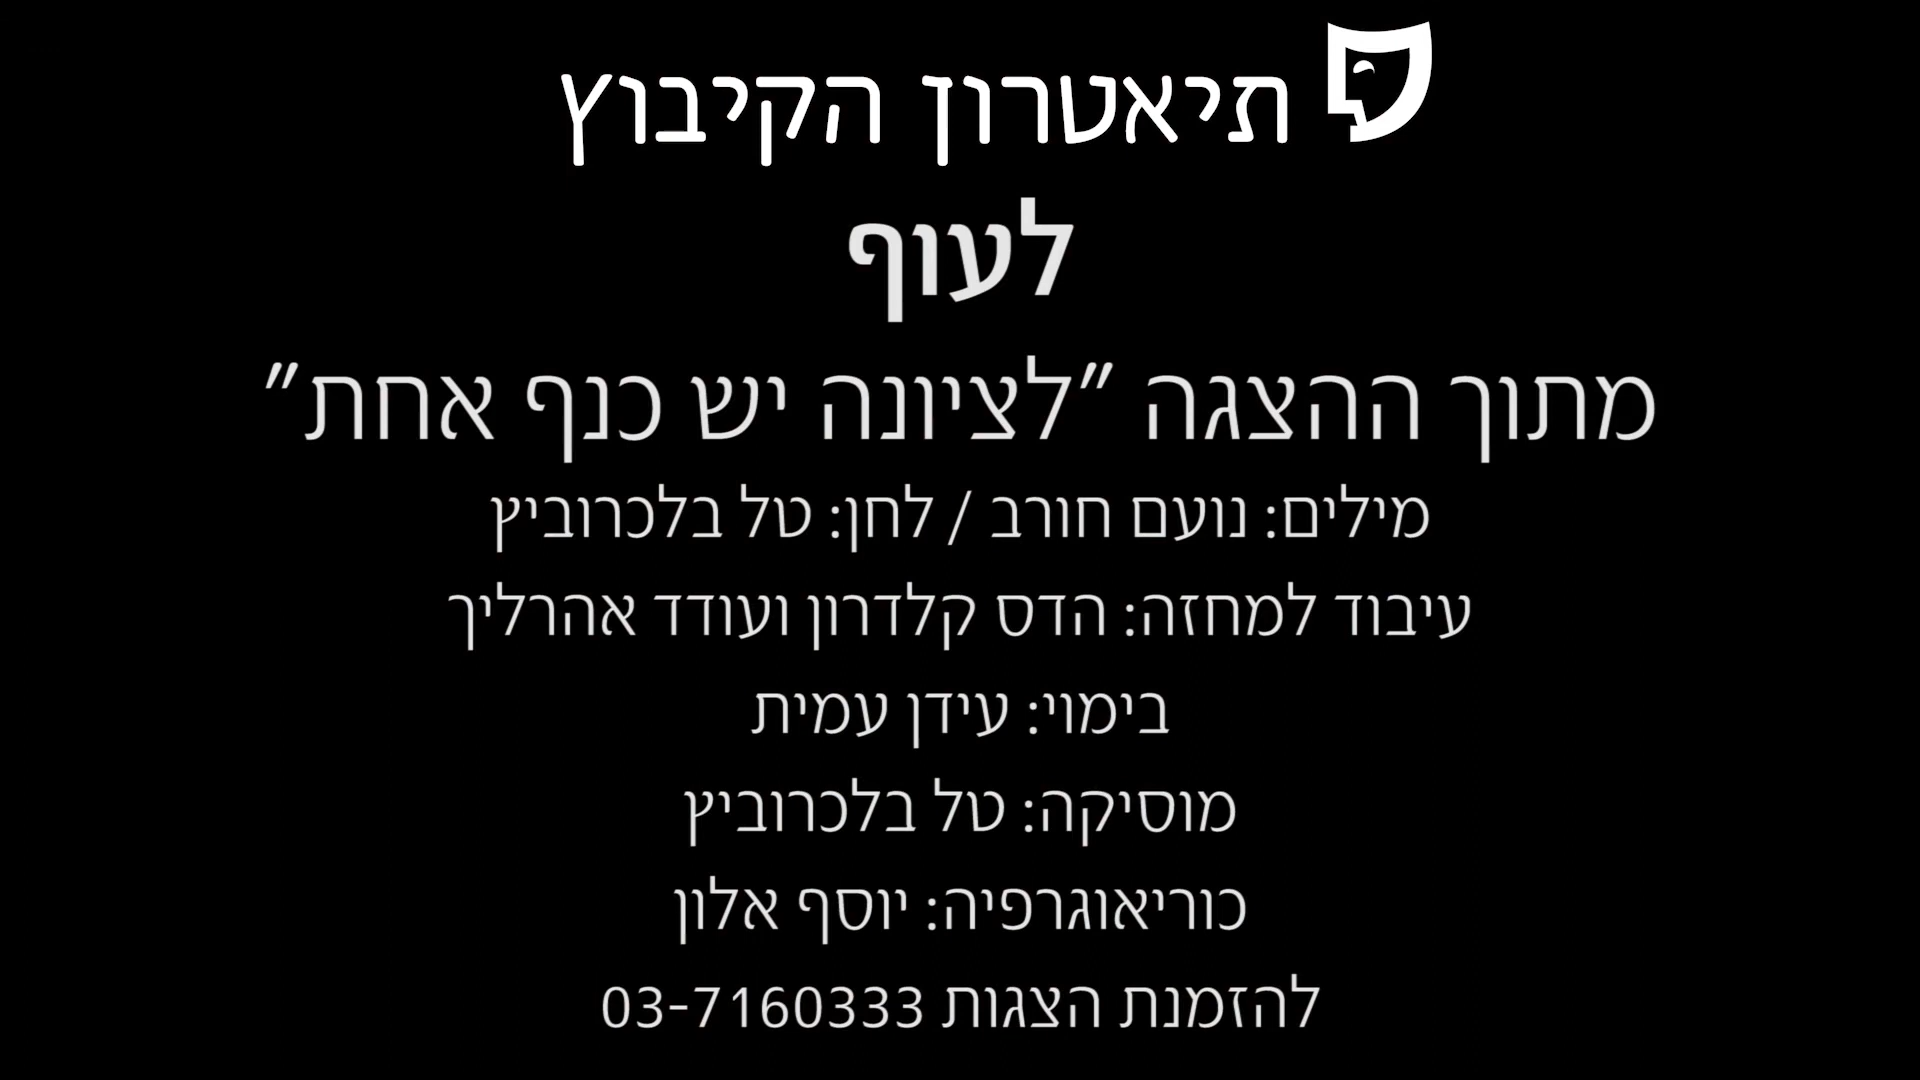 תיאטרון הקיבוץ
לעוף
מתוך ההצגה "לציונה יש כנף אחת"
מילים: נועם חורב / לחן: טל בלכרוביץ
עיבוד למחזה: הדס קלדרון ועודד אהרליך
בימוי: עידן עמית
מוסיקה: טל בלכרוביץ
כוריאוגרפיה: יוסף אלון
להזמנת הצגות 03-7160333